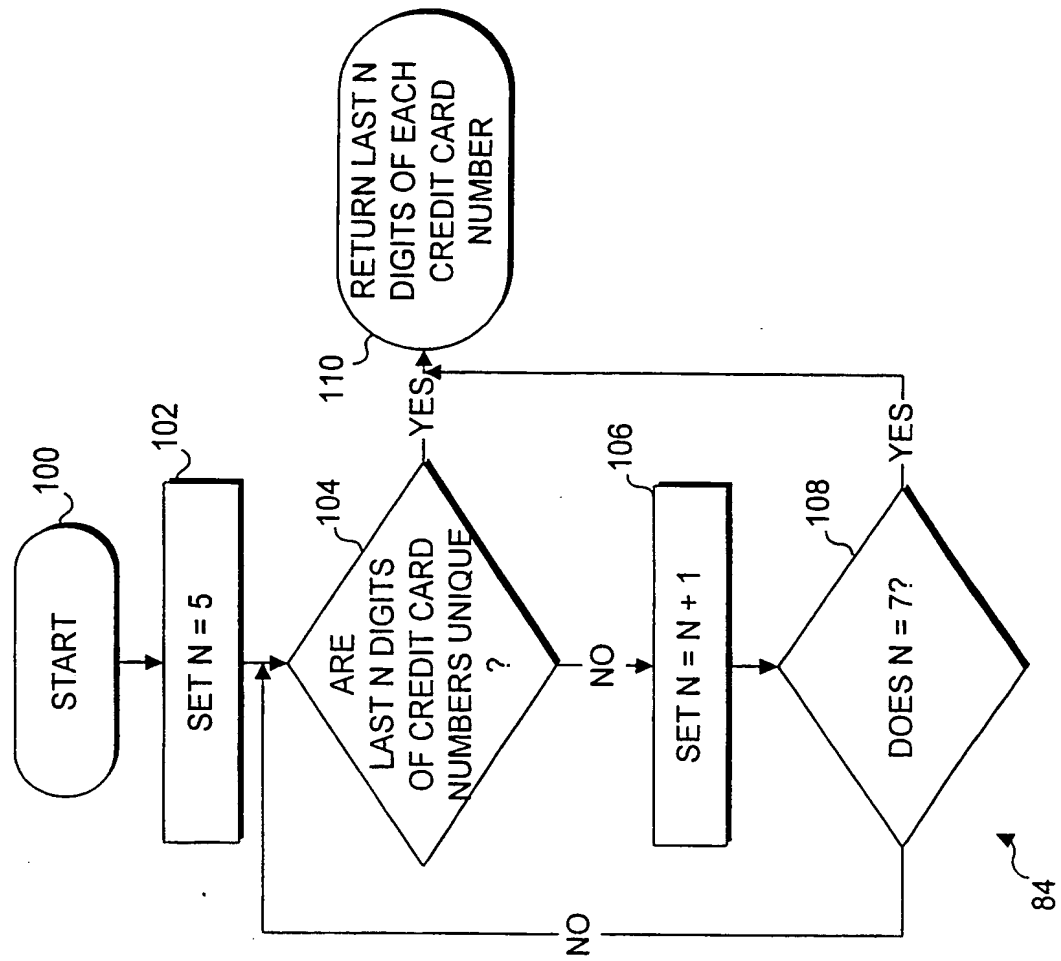 START
100
SET N = 5
102
ARE
LAST N DIGITS
OF CREDIT CARD
NUMBERS UNIQUE
?
104
YES
110
RETURN LAST N
DIGITS OF EACH
CREDIT CARD
NUMBER
NO
SET N = N + 1
106
DOES N = 7?
108
YES
NO
84